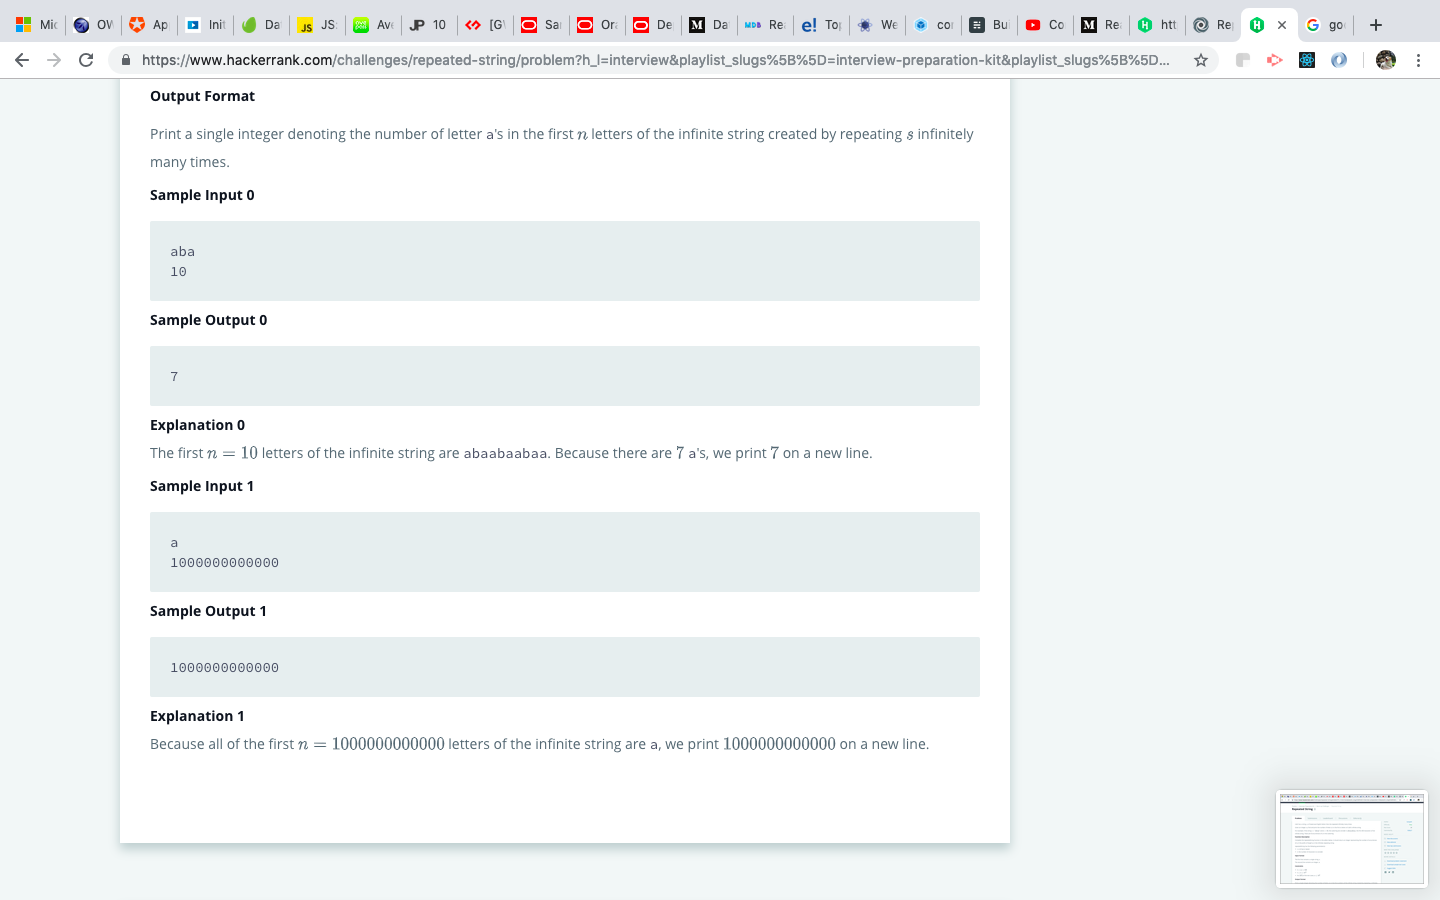 Mic
OW
Ap
Init
Da
JS:
Ave
10
[G
Sa
Or
De
Da
Re
To
We
co
Bu
Co
Re
htt
Re
go
https://www.hackerrank.com/challenges/repeated-string/problem?h_l=interview&playlist_slugs%5B%5D=interview-preparation-kit&playlist_slugs%5B%5D...
Output Format
Print a single integer denoting the number of letter a's in the first n letters of the infinite string created by repeating s infinitely
many times.
Sample Input 0
aba
10
Sample Output 0
7
Explanation 0
The first n = 10 letters of the infinite string are abaabaabaa. Because there are 7 a's, we print 7 on a new line.
Sample Input 1
a
1000000000000
Sample Output 1
1000000000000
Explanation 1
Because all of the first n = 1000000000000 letters of the infinite string are a, we print 1000000000000 on a new line.